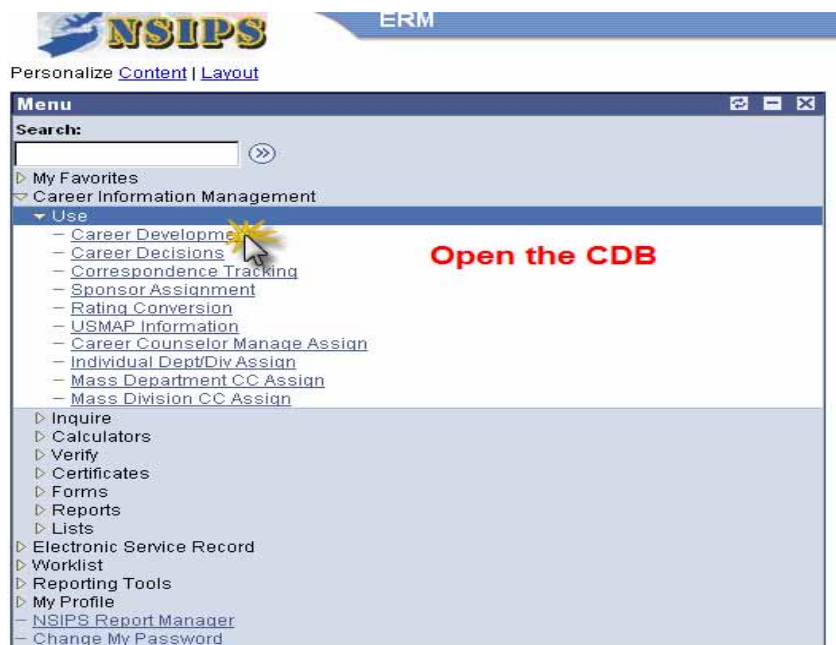 NSIPS
ERM
Personalize Content | Layout
Menu
Search:
My Favorites
Career Information Management
Use
– Career Developme
– Career Decisions
Open the CDB
– Correspondence Tracking
– Sponsor Assignment
– Rating Conversion
– USMAP Information
– Career Counselor Manage Assign
– Individual Dept/Div Assign
– Mass Department CC Assign
– Mass Division CC Assign
Inquire
Calculators
Verify
Certificates
Forms
Reports
Lists
Electronic Service Record
Worklist
Reporting Tools
My Profile
– NSIPS Report Manager
– Change My Password